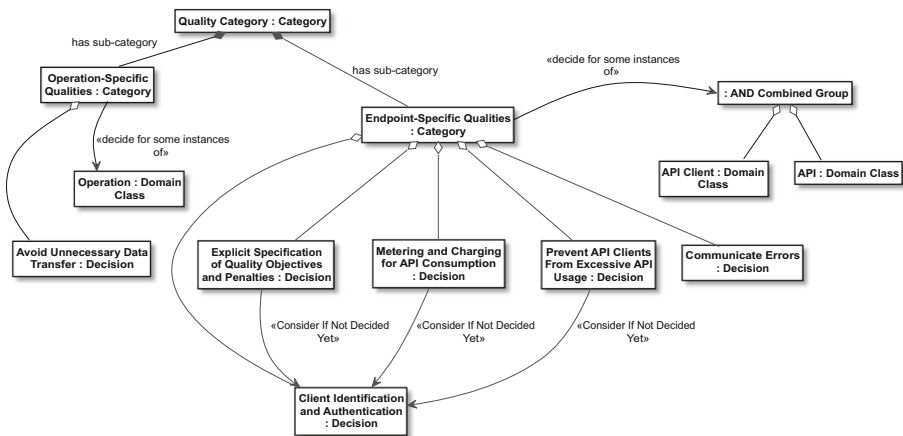 Quality Category : Category
has sub-category
has sub-category
«decide for some instances
of»
Operation-Specific
Qualities : Category
: AND Combined Group
Endpoint-Specific Qualities
: Category
«decide for some instances
of»
Operation : Domain
Class
API Client : Domain
Class
API : Domain Class
Avoid Unnecessary Data
Transfer : Decision
Explicit Specification
of Quality Objectives
and Penalties : Decision
Metering and Charging
for API Consumption
: Decision
Prevent API Clients
From Excessive API
Usage : Decision
Communicate Errors
: Decision
«Consider If Not Decided
Yet»
«Consider If Not Decided
Yet»
«Consider If Not Decided
Yet»
Client Identification
and Authentication
: Decision